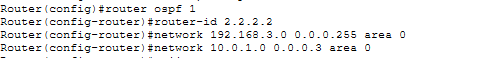 Router(config)#router ospf 1
Router(config-router)#router-id 2.2.2.2
Router(config-router)#network 192.168.3.0 0.0.0.255 area 0
Router(config-router)#network 10.0.1.0 0.0.0.3 area 0